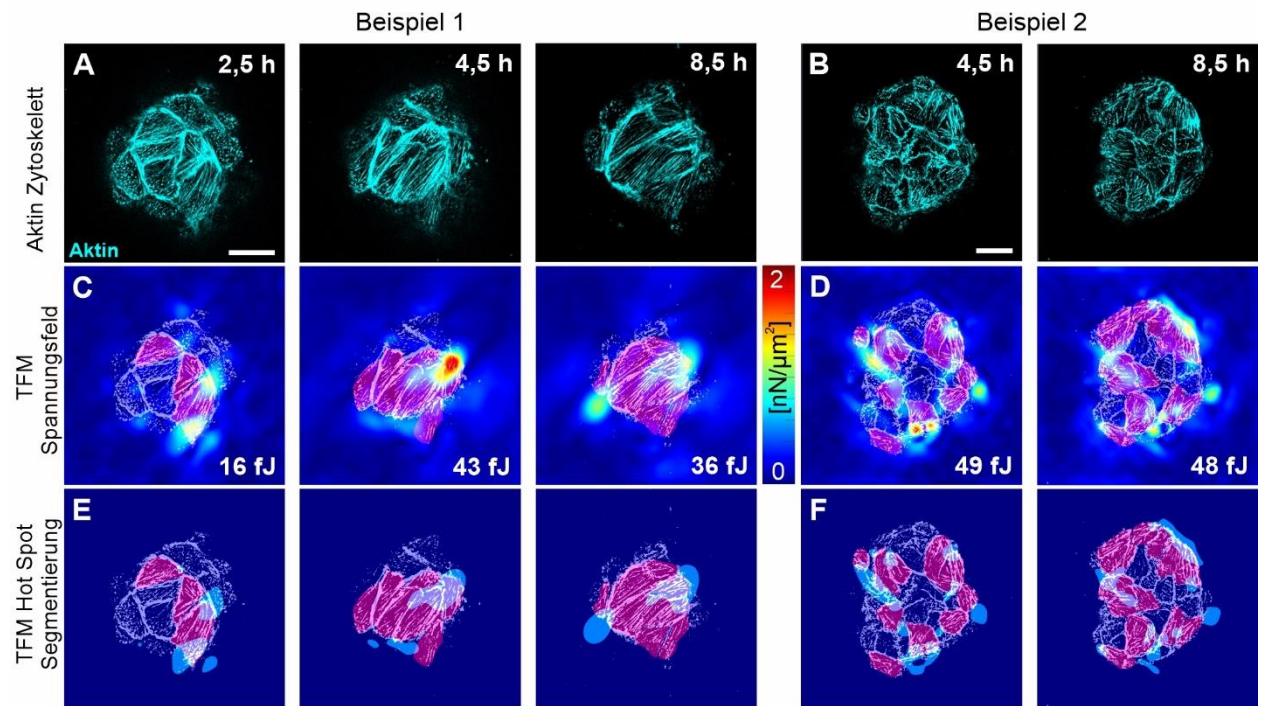 Beispiel 1
Beispiel 2
Aktin Zytoskelett
A
2,5 h
4,5 h
8,5 h
B
4,5 h
8,5 h
Aktin
TFM
Spannungsfeld
C
16 fJ
43 fJ
36 fJ
2
[nN/µm²]
0
D
49 fJ
48 fJ
TFM Hot Spot
Segmentierung
E
F